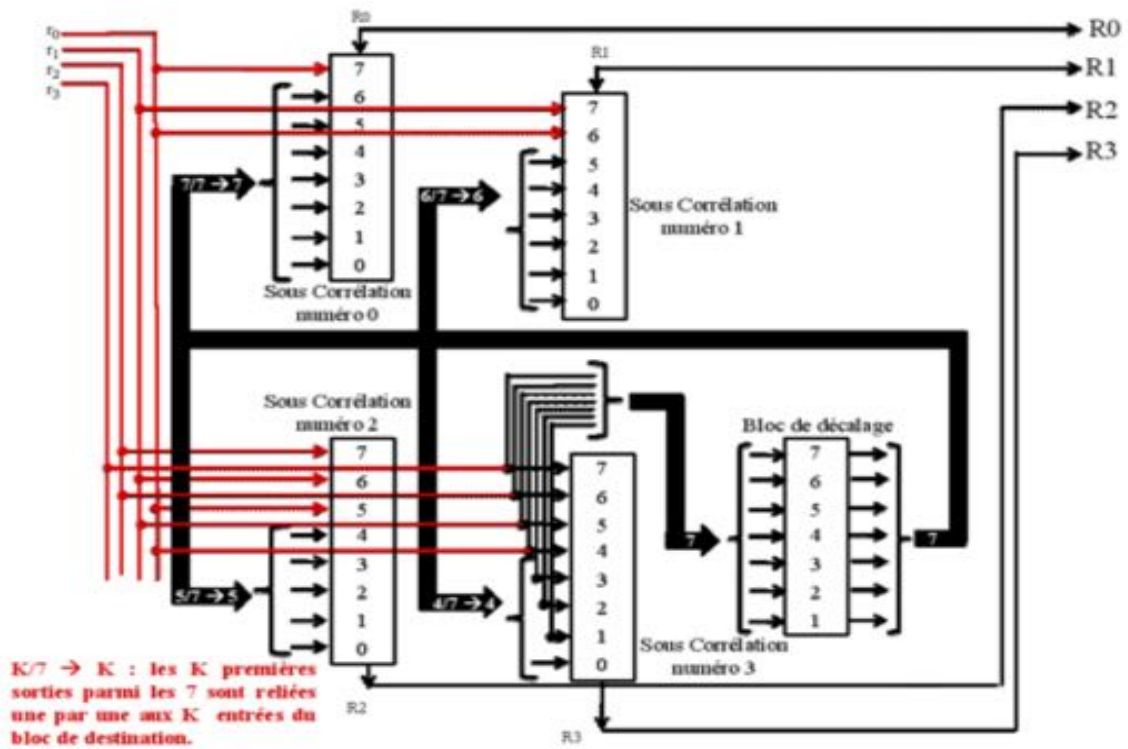 R0
R0
r0
r1
r2
r3
R1
R1
R2
R3
7
6
5
4
3
2
1
0
7
6
5
4
3
2
1
0
7/7 → 7
6/7 → 6
Sous Corrélation
numéro 1
Sous Corrélation
numéro 0
Sous Corrélation
numéro 2
Bloc de décalage
7
6
5
4
3
2
1
0
7
6
5
4
3
2
1
0
7
6
5
4
3
2
1
7
7
5/7 → 5
4/7 → 4
Sous Corrélation
numéro 3
K/7 → K : les K premières
sorties parmi les 7 sont reliées
une par une aux K entrées du
bloc de destination.
R2
R3